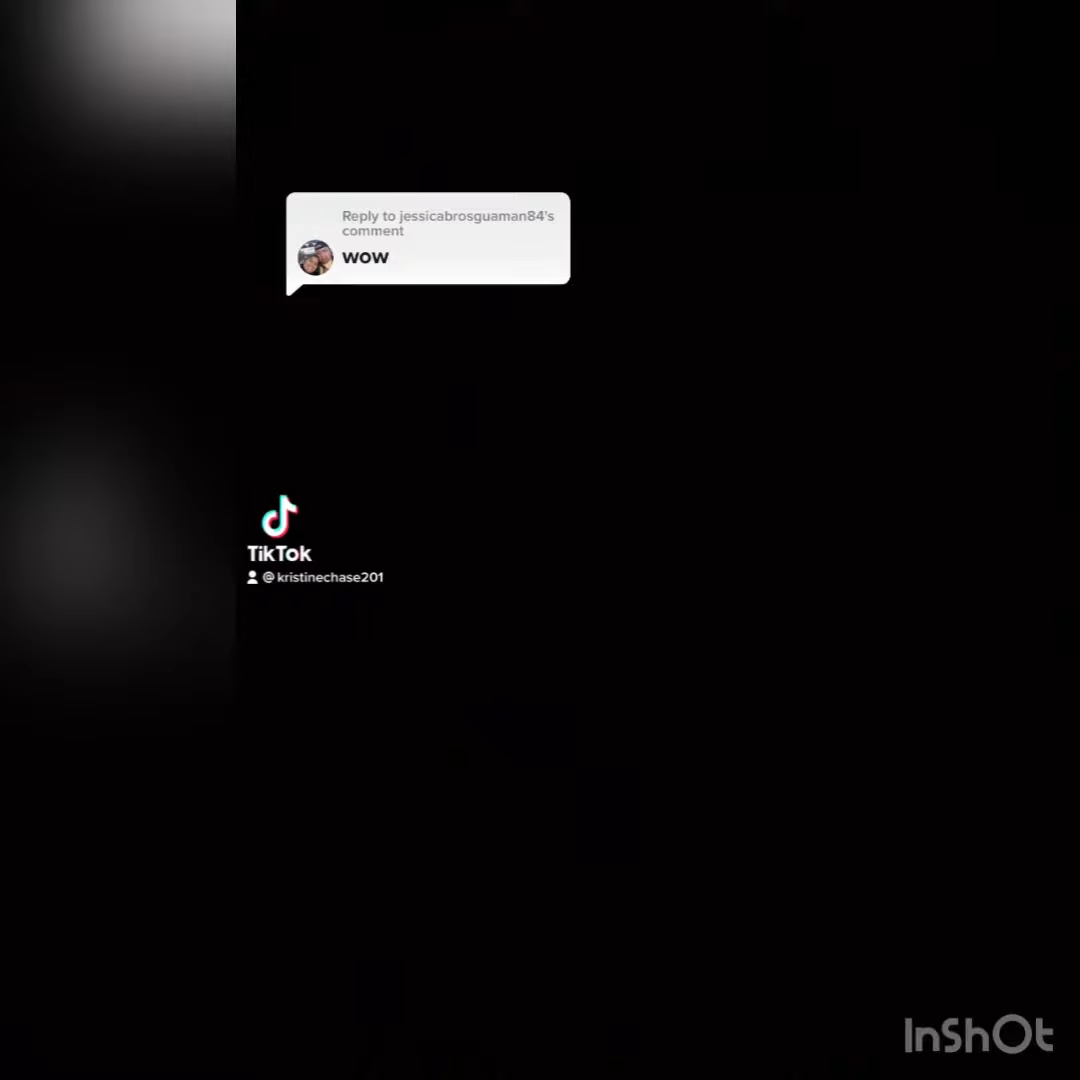 Reply to jessicabrosguaman84's
comment
wow
TikTok
@kristinechase201
InShOt